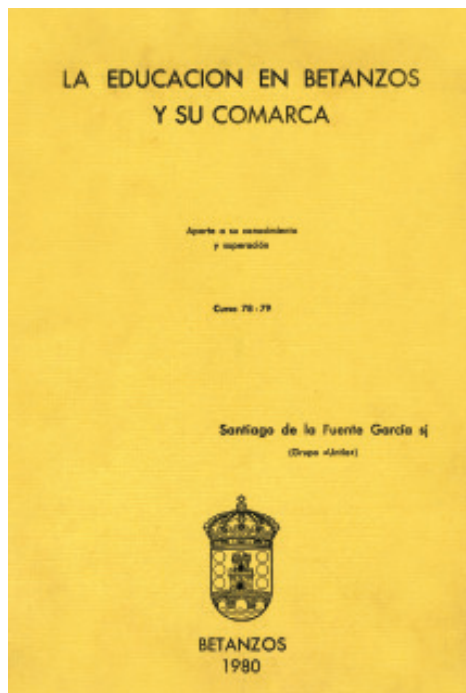 LA EDUCACION EN BETANZOS
Y SU COMARCA
Aporte a su conocimiento
y superación
Curso 78-79
Santiago de la Fuente García sj
(Grupo «Untia»)
BETANZOS
1980